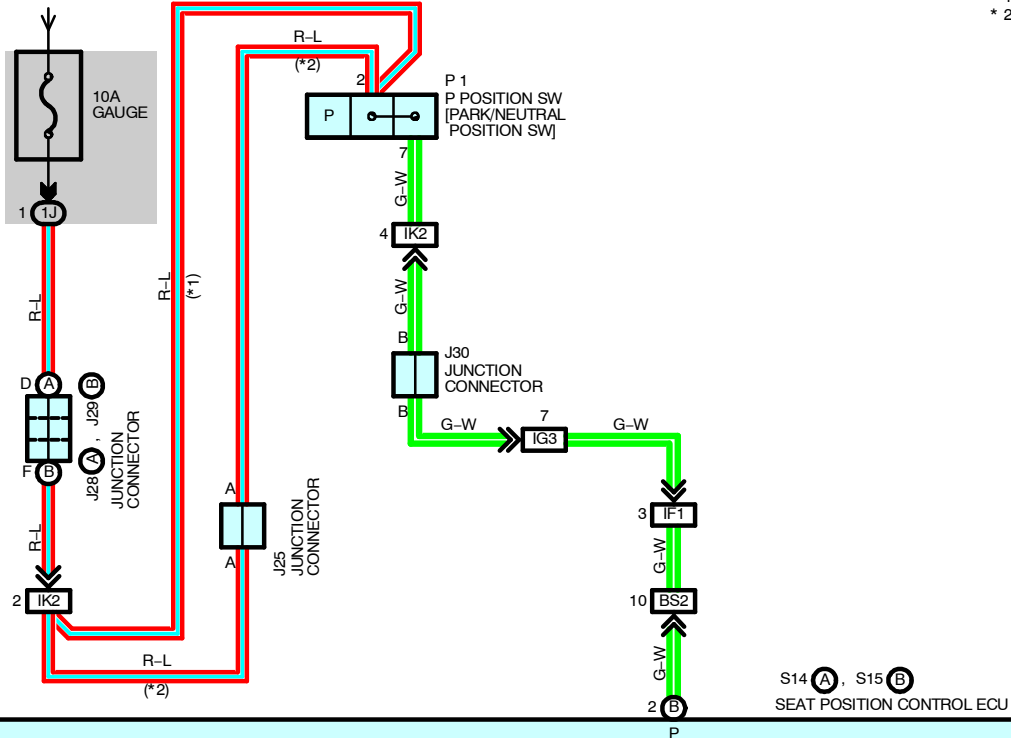 * 2
10A
GAUGE
1 1J
R–L
D A
J28 A , J29 B
JUNCTION
CONNECTOR
F B
R–L
2 IK2
R–L
(*1)
R–L
(*2)
R–L
(*2)
A
A
J25
JUNCTION
CONNECTOR
2
P 1
P POSITION SW
[PARK/NEUTRAL
POSITION SW]
P
7
G–W
4 IK2
G–W
B
J30
JUNCTION
CONNECTOR
B
G–W
7
IG3
G–W
3 IF1
G–W
10 BS2
G–W
2 B
P
S14 A , S15 B
SEAT POSITION CONTROL ECU